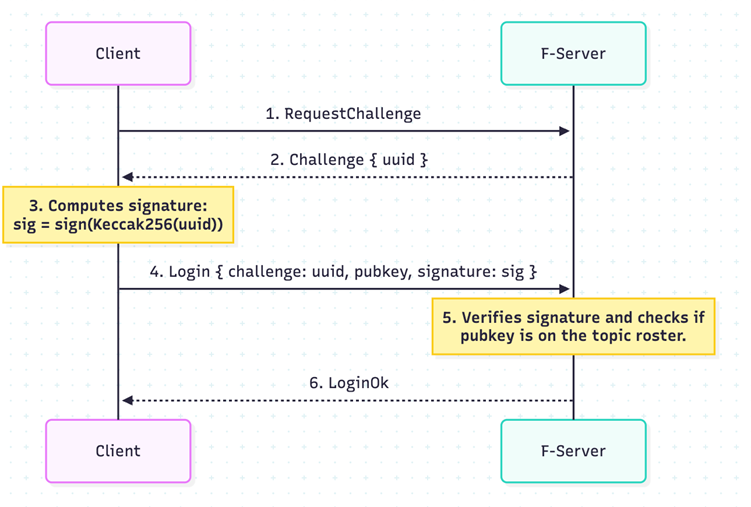 Client
F-Server
1. RequestChallenge
2. Challenge { uuid }
3. Computes signature:
sig = sign(Keccak256(uuid))
4. Login { challenge: uuid, pubkey, signature: sig }
5. Verifies signature and checks if
pubkey is on the topic roster.
6. LoginOk
Client
F-Server